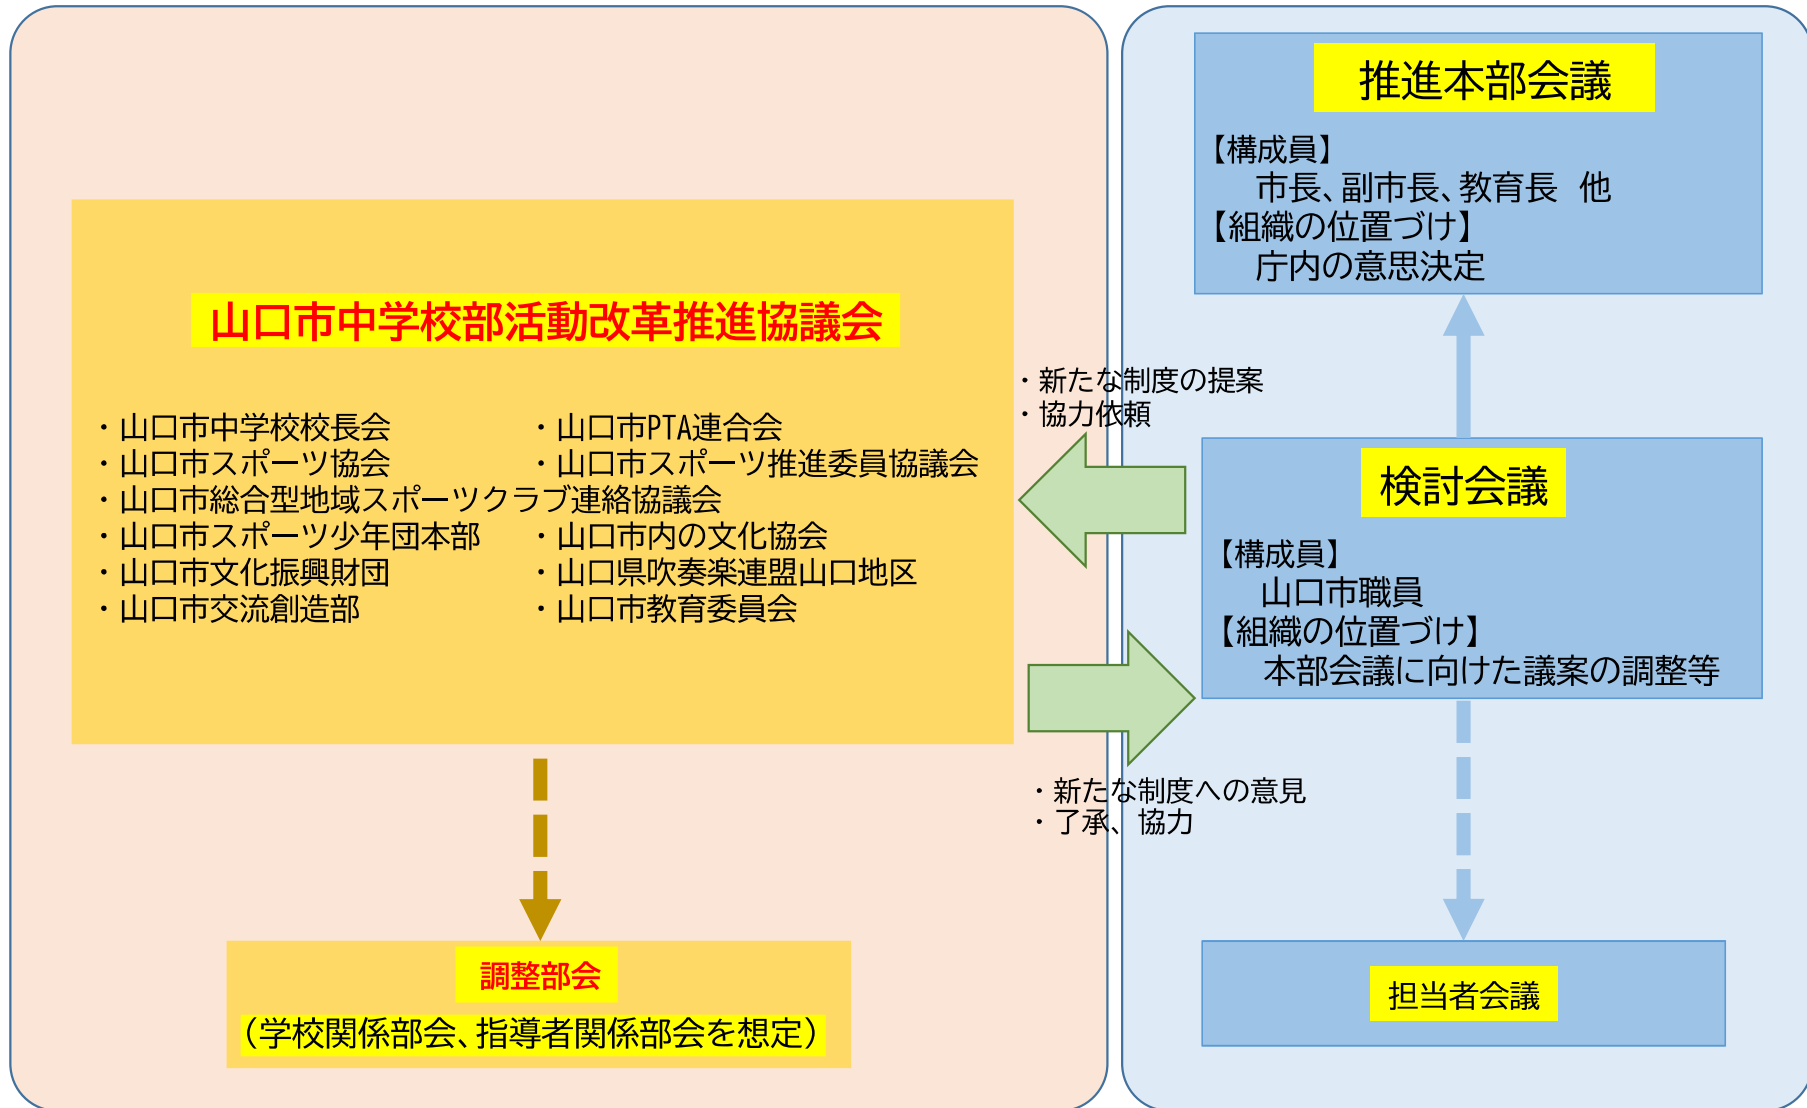 山口市中学校部活動改革推進協議会
・山口市中学校校長会 ・山口市PTA連合会
・山口市スポーツ協会 ・山口市スポーツ推進委員協議会
・山口市総合型地域スポーツクラブ連絡協議会
・山口市スポーツ少年団本部 ・山口市内の文化協会
・山口市文化振興財団 ・山口県吹奏楽連盟山口地区
・山口市交流創造部 ・山口市教育委員会
調整部会
（学校関係部会、指導者関係部会を想定）
・新たな制度の提案
・協力依頼
・新たな制度への意見
・了承、協力
推進本部会議
【構成員】
市長、副市長、教育長 他
【組織の位置づけ】
庁内の意思決定
検討会議
【構成員】
山口市職員
【組織の位置づけ】
本部会議に向けた議案の調整等
担当者会議